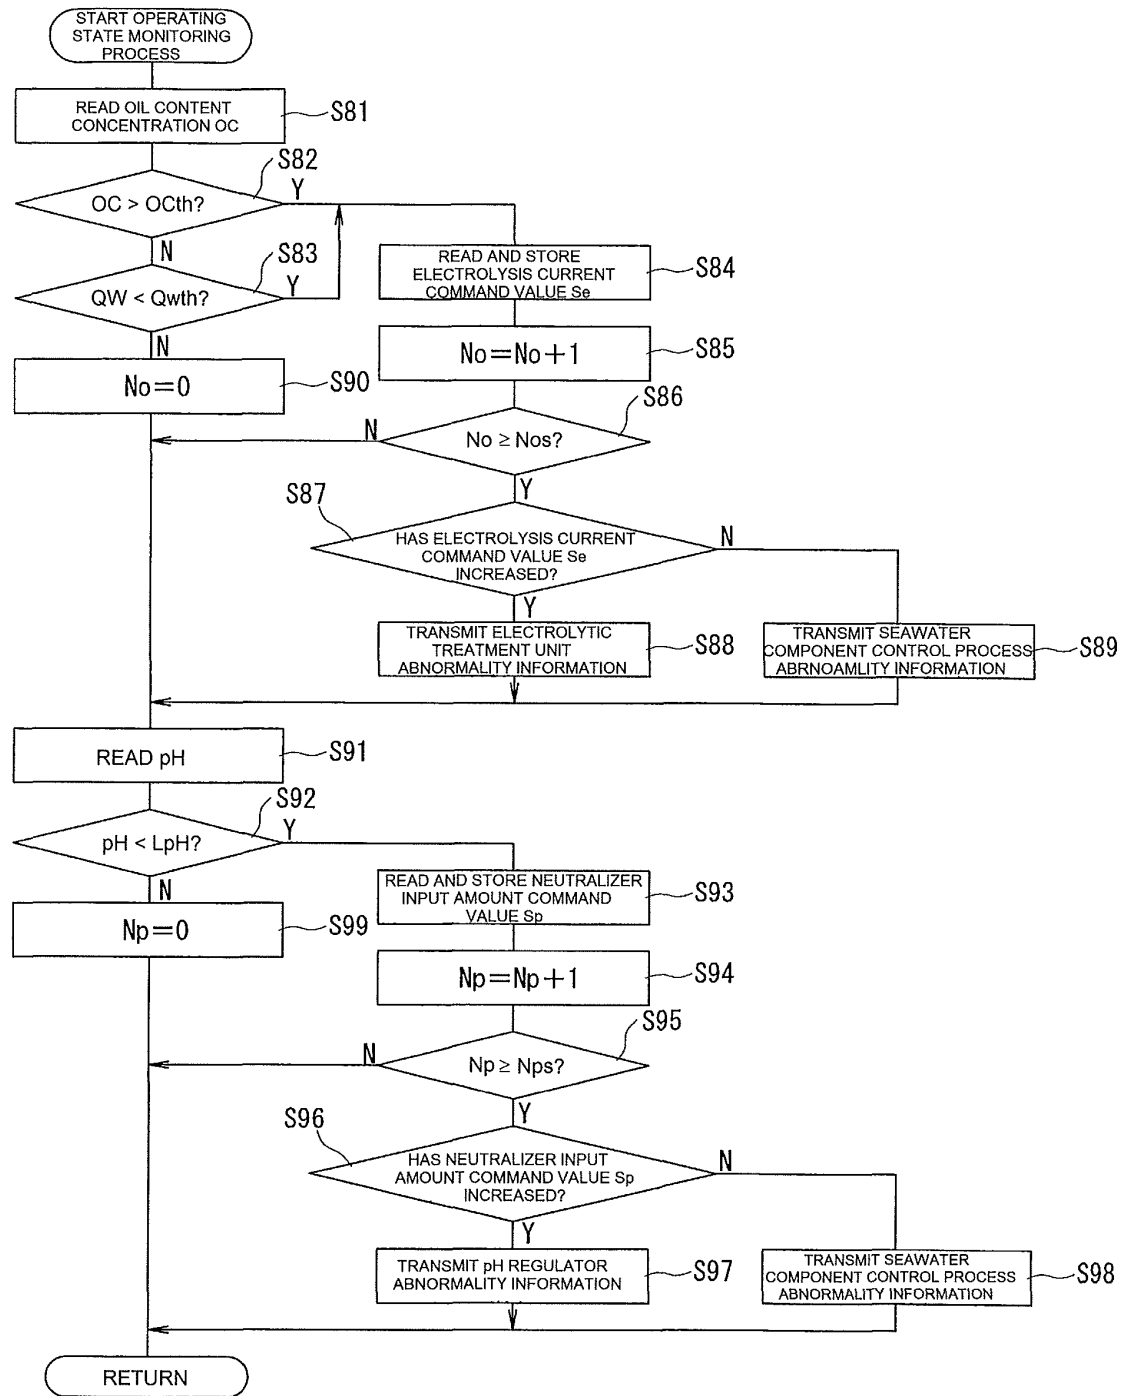 START OPERATING
STATE MONITORING
PROCESS
READ OIL CONTENT
CONCENTRATION OC
S81
S82
OC > OCth?
Y
N
S83
QW < Qwth?
Y
N
READ AND STORE
ELECTROLYSIS CURRENT
COMMAND VALUE Se
S84
No=No+1
S85
No=0
S90
S86
No ≥ Nos?
N
Y
S87
HAS ELECTROLYSIS CURRENT
COMMAND VALUE Se
INCREASED?
N
Y
TRANSMIT ELECTROLYTIC
TREATMENT UNIT
ABNORMALITY INFORMATION
S88
TRANSMIT SEAWATER
COMPONENT CONTROL PROCESS
ABRNOAMLITY INFORMATION
S89
READ pH
S91
S92
pH < LpH?
Y
N
READ AND STORE NEUTRALIZER
INPUT AMOUNT COMMAND
VALUE Sp
S93
Np=0
S99
Np=Np+1
S94
S95
Np ≥ Nps?
N
Y
S96
HAS NEUTRALIZER INPUT
AMOUNT COMMAND VALUE Sp
INCREASED?
N
Y
TRANSMIT pH REGULATOR
ABNORMALITY INFORMATION
S97
TRANSMIT SEAWATER
COMPONENT CONTROL PROCESS
ABNORMALITY INFORMATION
S98
RETURN